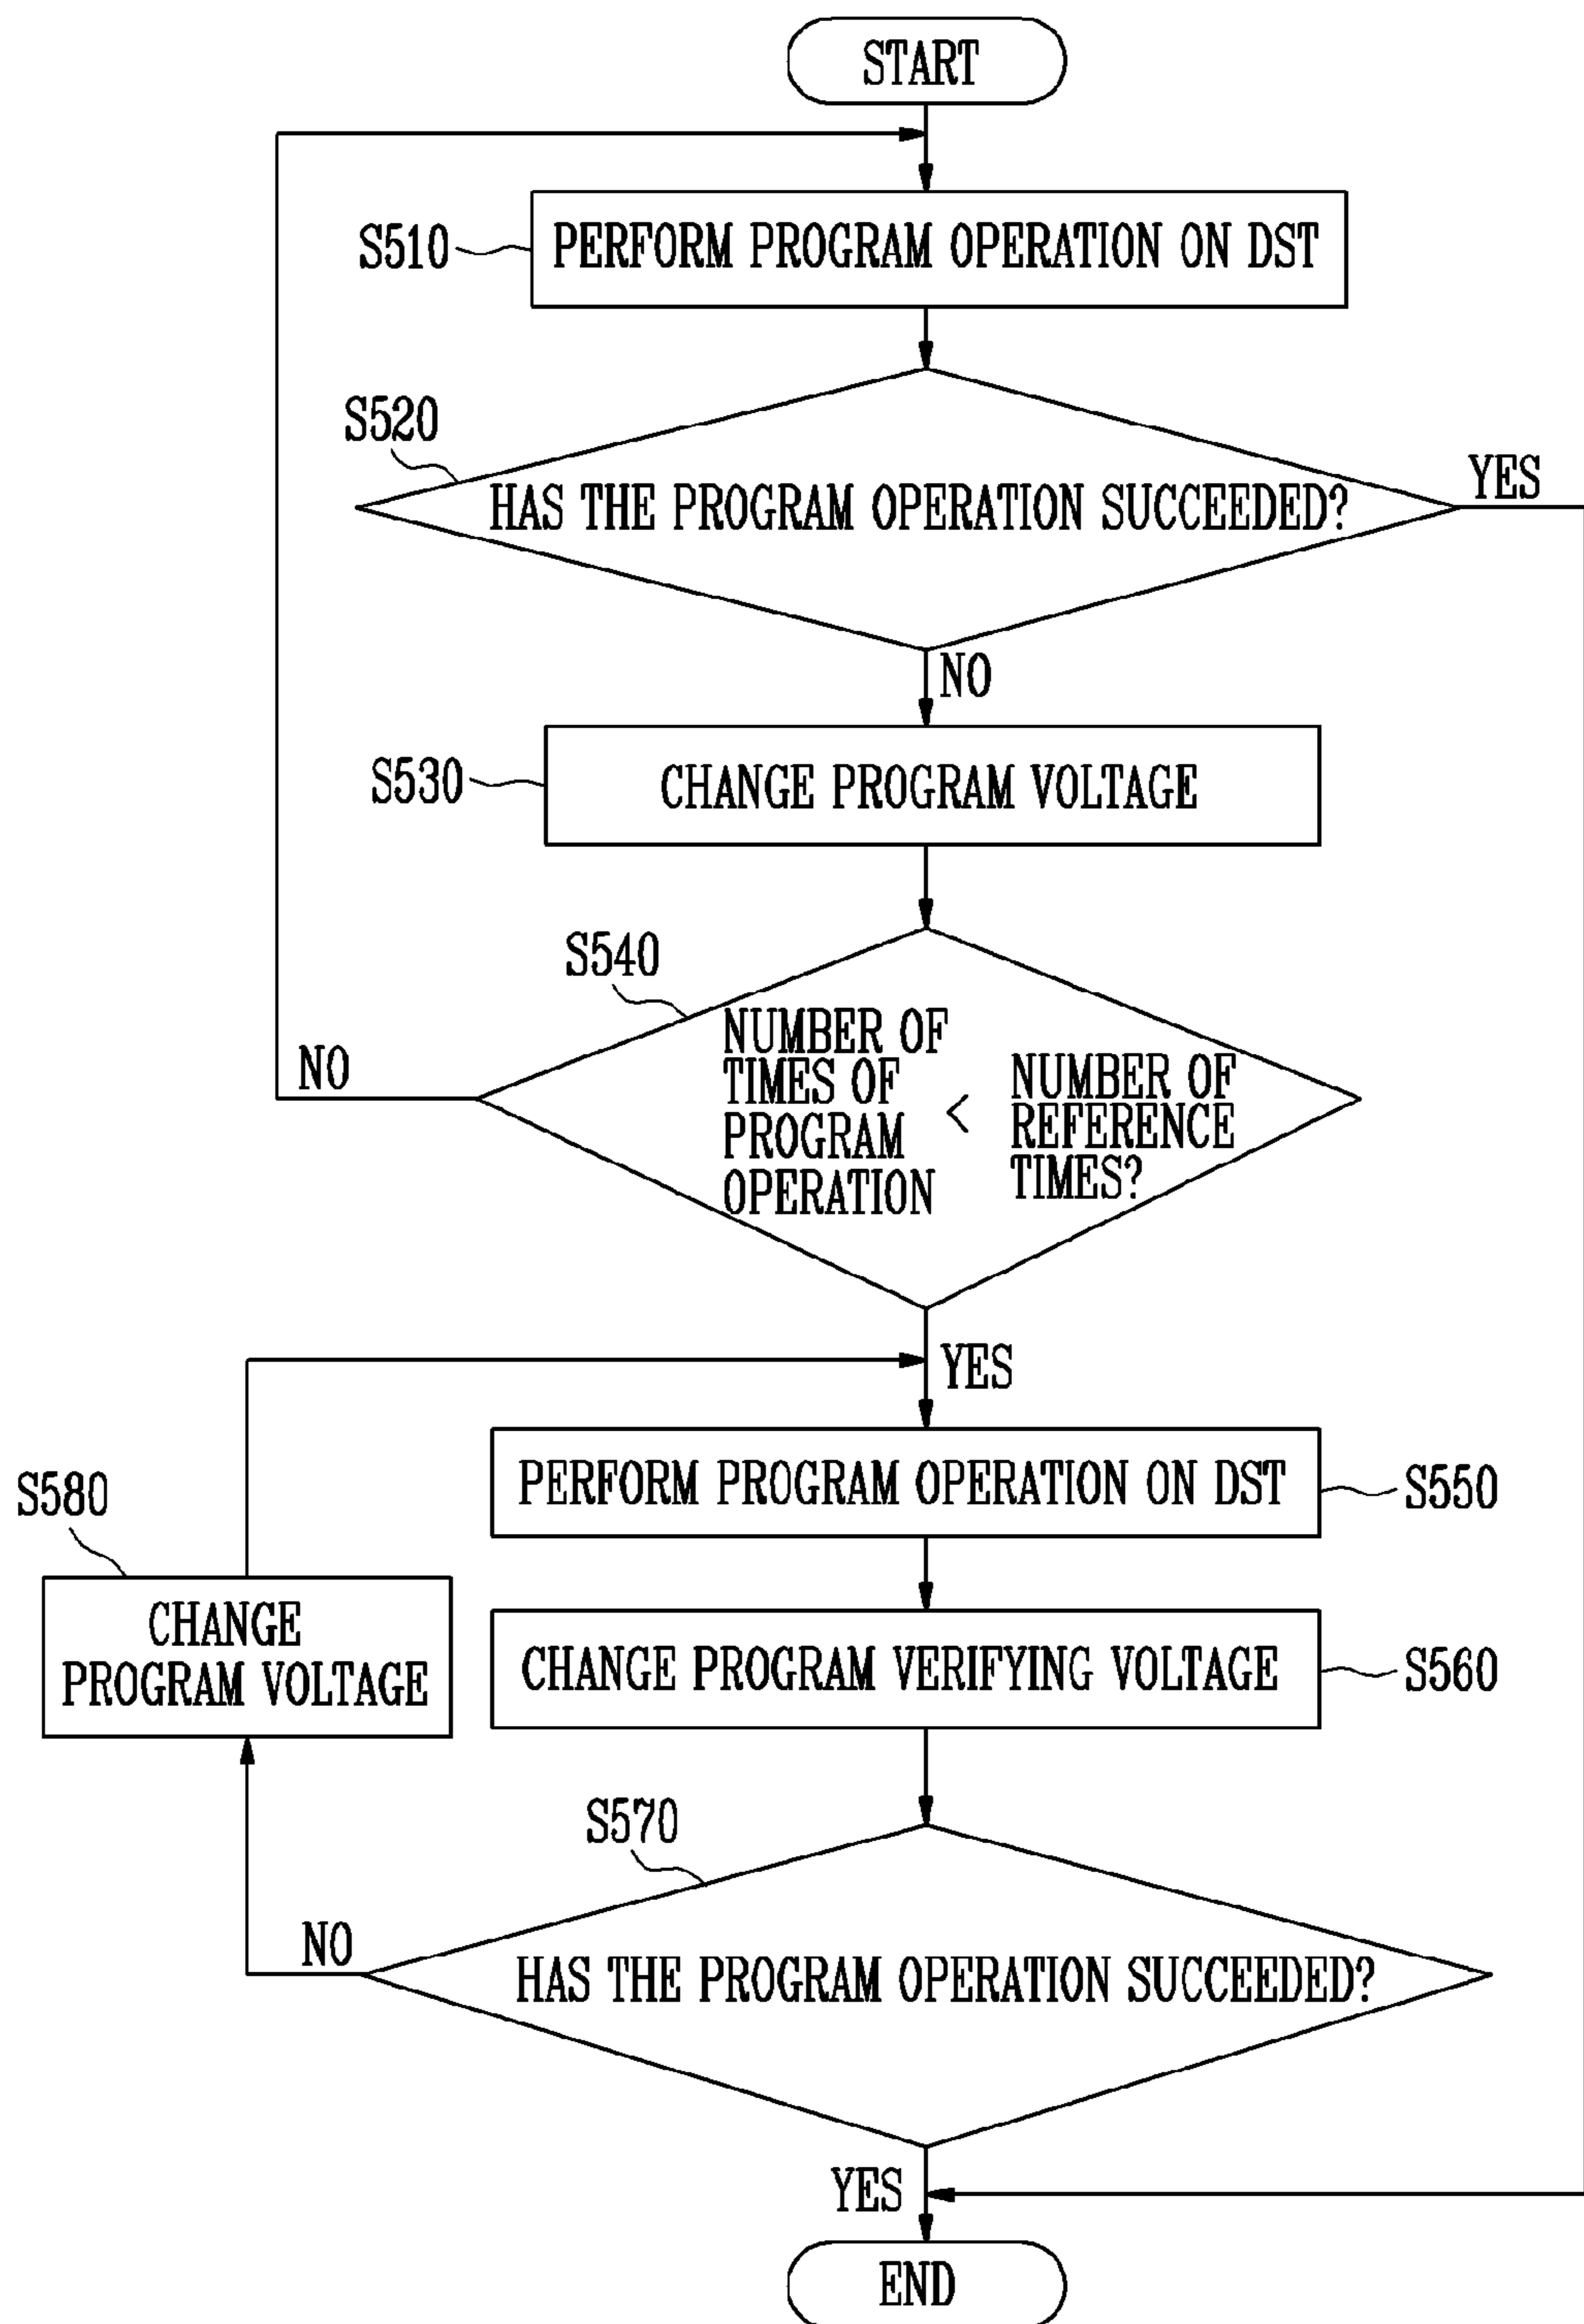 START
S510
PERFORM PROGRAM OPERATION ON DST
S520
HAS THE PROGRAM OPERATION SUCCEEDED?
YES
NO
S530
CHANGE PROGRAM VOLTAGE
S540
NUMBER OF
TIMES OF
PROGRAM
OPERATION
<
NUMBER OF
REFERENCE
TIMES?
NO
YES
PERFORM PROGRAM OPERATION ON DST
S550
S580
CHANGE
PROGRAM VOLTAGE
CHANGE PROGRAM VERIFYING VOLTAGE
S560
S570
HAS THE PROGRAM OPERATION SUCCEEDED?
NO
YES
END